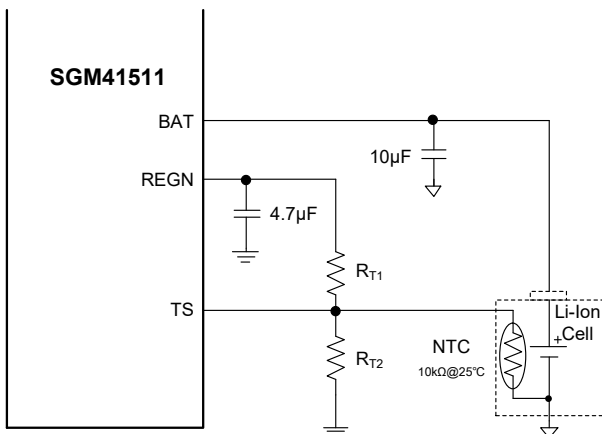 SGM41511
BAT
10µF
REGN
4.7µF
RT1
TS
Li-Ion
Cell
+
RT2
NTC
10kΩ@25℃